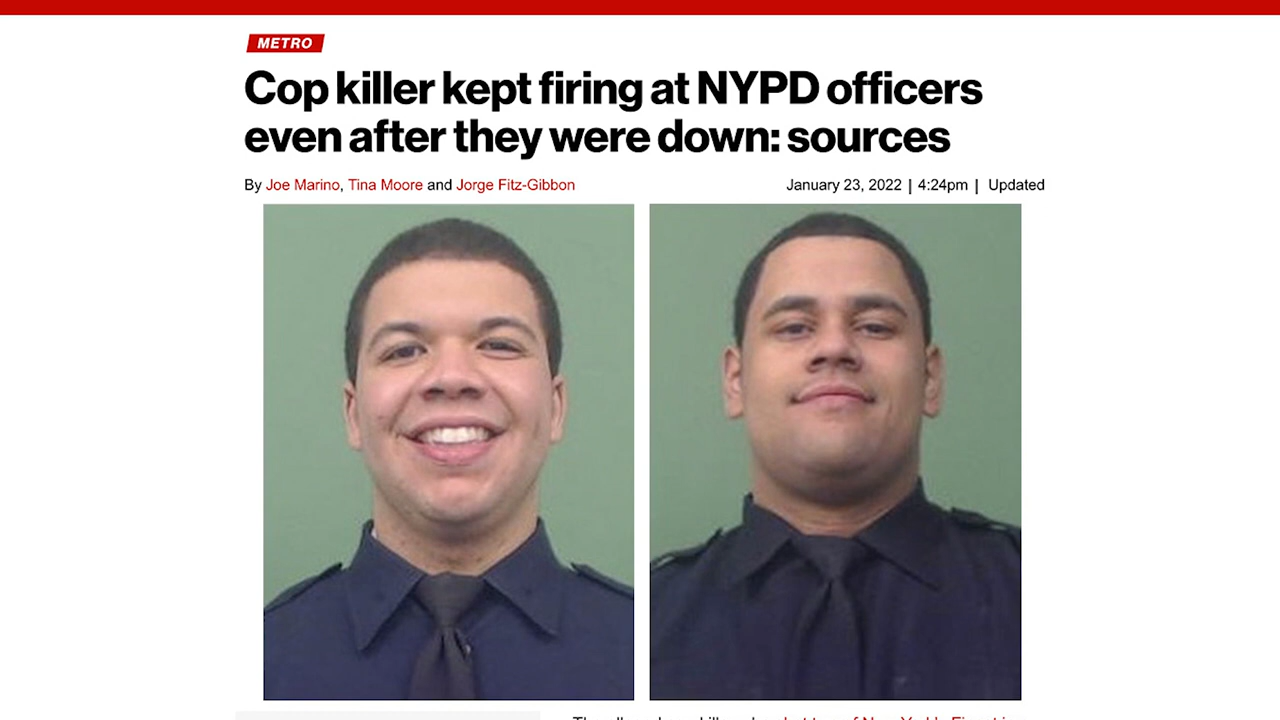 METRO
Cop killer kept firing at NYPD officers
even after they were down: sources
By Joe Marino, Tina Moore and Jorge Fitz-Gibbon
January 23, 2022 | 4:24pm | Updated